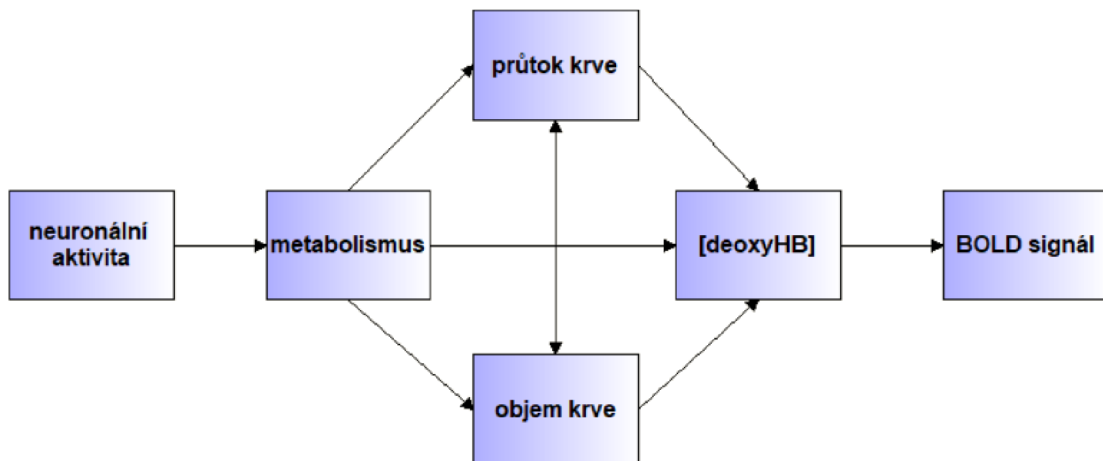 průtok krve
neuronální
aktivita
metabolismus
[deoxyHB]
BOLD signál
objem krve